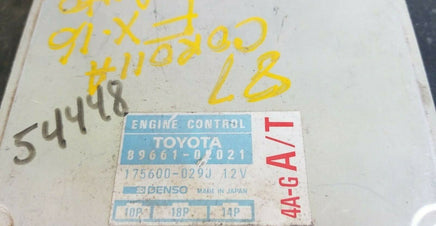 87
COROllA
FX-16
54448
ENGINE CONTROL
TOYOTA
89661-02021
175600-0290 12V
DENSO MADE IN JAPAN
10P 18P 14P
4A-G A/T